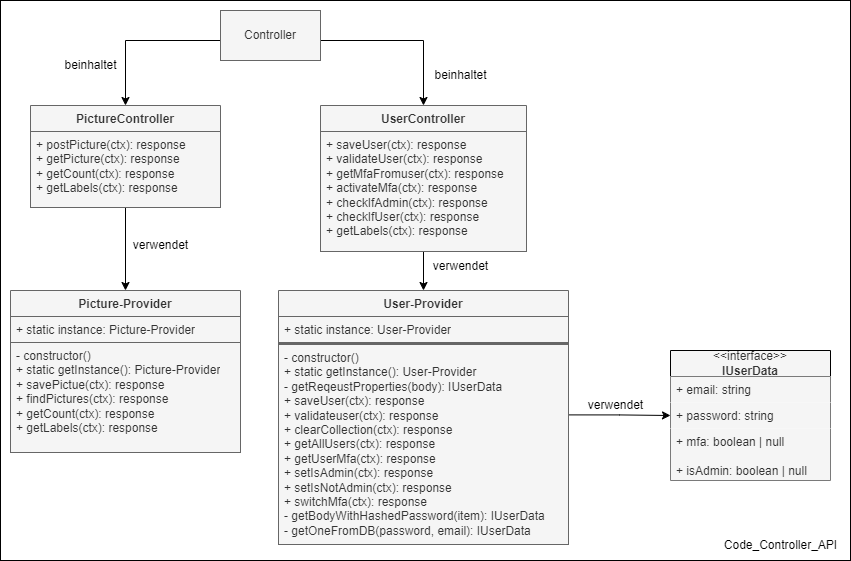 Controller
beinhaltet
beinhaltet
PictureController
+ postPicture(ctx): response
+ getPicture(ctx): response
+ getCount(ctx): response
+ getLabels(ctx): response
UserController
+ saveUser(ctx): response
+ validateUser(ctx): response
+ getMfaFromuser(ctx): response
+ activateMfa(ctx): response
+ checkIfAdmin(ctx): response
+ checkIfUser(ctx): response
+ getLabels(ctx): response
verwendet
verwendet
Picture-Provider
+ static instance: Picture-Provider
- constructor()
+ static getInstance(): Picture-Provider
+ savePictue(ctx): response
+ findPictures(ctx): response
+ getCount(ctx): response
+ getLabels(ctx): response
User-Provider
+ static instance: User-Provider
- constructor()
+ static getInstance(): User-Provider
- getReqeustProperties(body): IUserData
+ saveUser(ctx): response
+ validateuser(ctx): response
+ clearCollection(ctx): response
+ getAllUsers(ctx): response
+ getUserMfa(ctx): response
+ setIsAdmin(ctx): response
+ setIsNotAdmin(ctx): response
+ switchMfa(ctx): response
- getBodyWithHashedPassword(item): IUserData
- getOneFromDB(password, email): IUserData
verwendet
<<interface>>
IUserData
+ email: string
+ password: string
+ mfa: boolean | null
+ isAdmin: boolean | null
Code_Controller_API